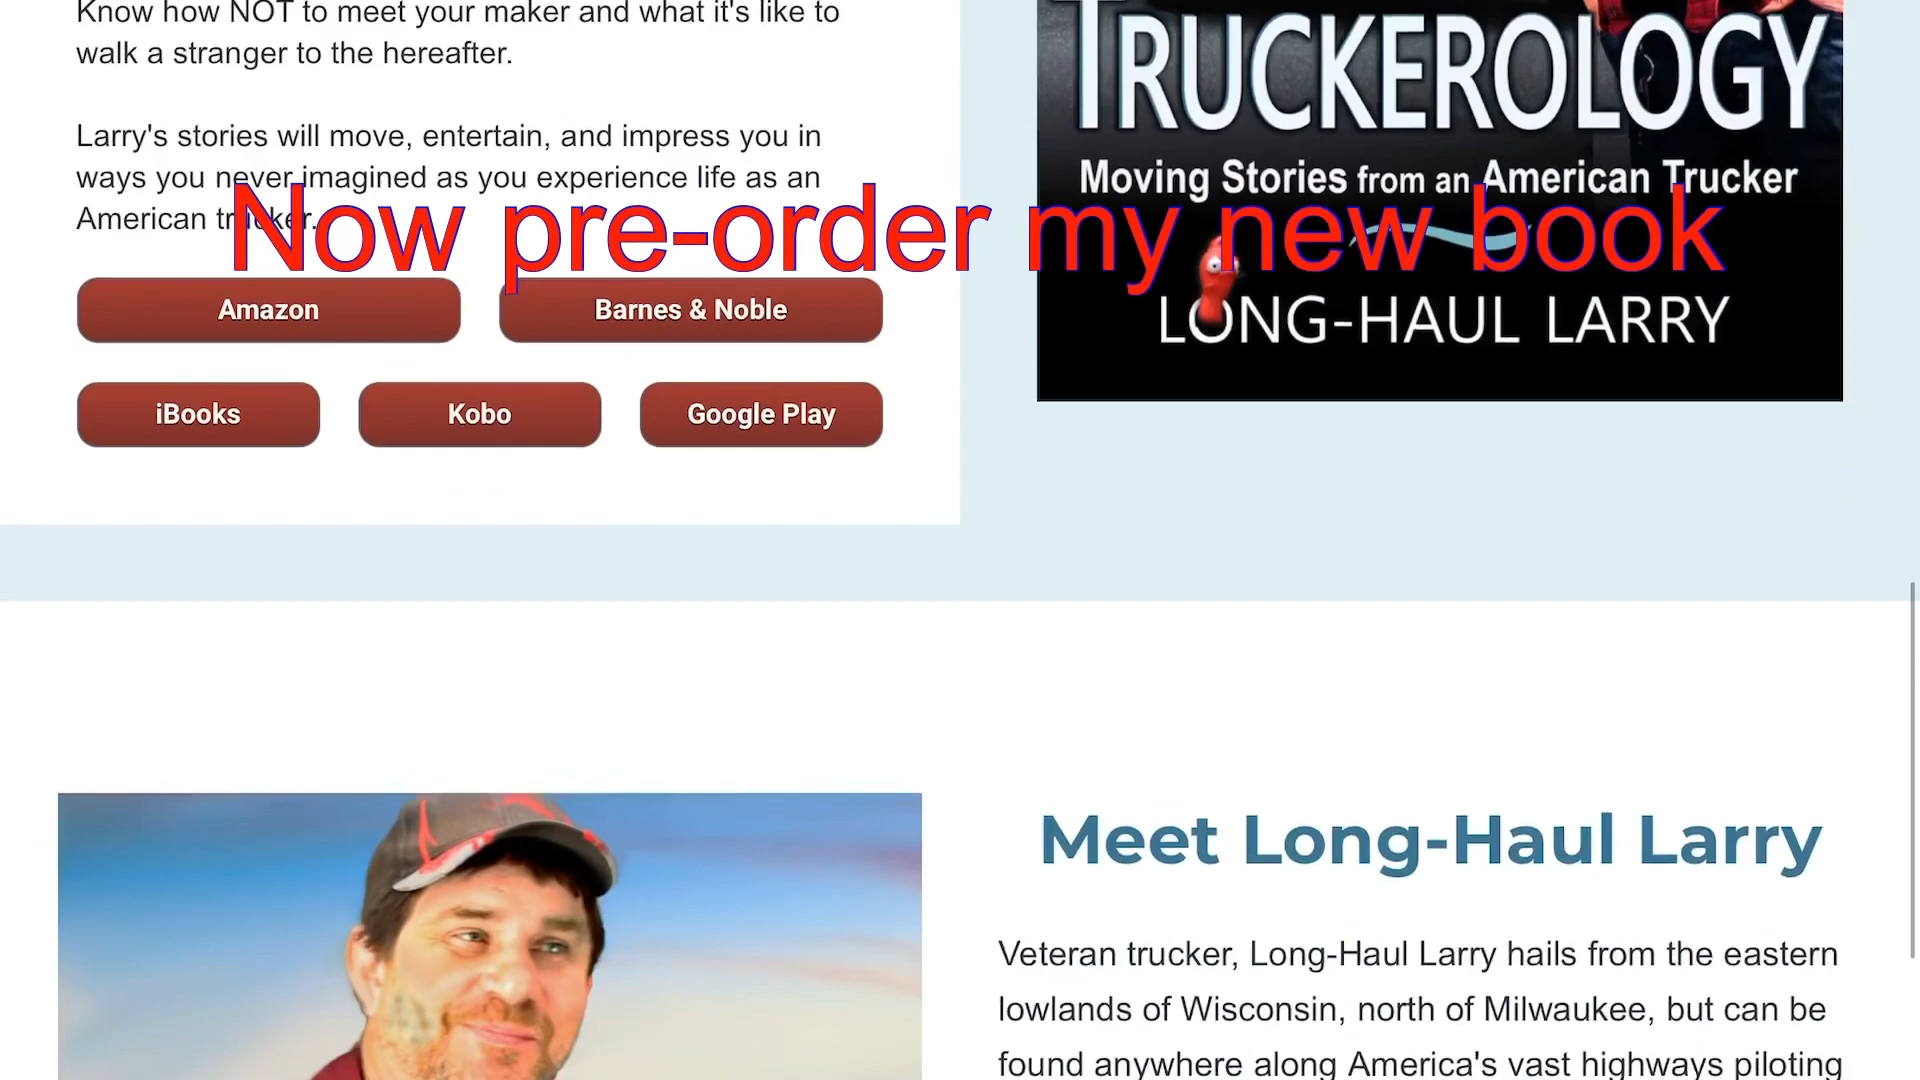 Know how NOT to meet your maker and what it's like to
walk a stranger to the hereafter.
Larry's stories will move, entertain, and impress you in
ways you never imagined as you experience life as an
American trucker.
Now pre-order my new book
Amazon
Barnes & Noble
iBooks
Kobo
Google Play
TRUCKEROLOGY
Moving Stories from an American Trucker
LONG-HAUL LARRY
Meet Long-Haul Larry
Veteran trucker, Long-Haul Larry hails from the eastern
lowlands of Wisconsin, north of Milwaukee, but can be
found anywhere along America's vast highways piloting